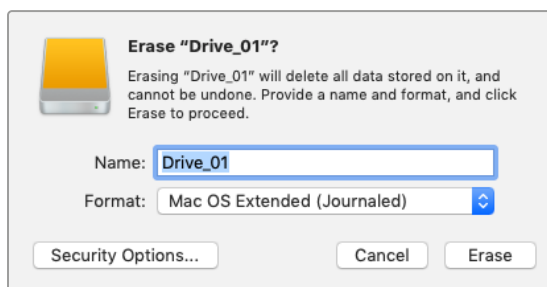 Erase “Drive_01”?
Erasing “Drive_01” will delete all data stored on it, and
cannot be undone. Provide a name and format, and click
Erase to proceed.
Name: Drive_01
Format: Mac OS Extended (Journaled)
Security Options... Cancel Erase